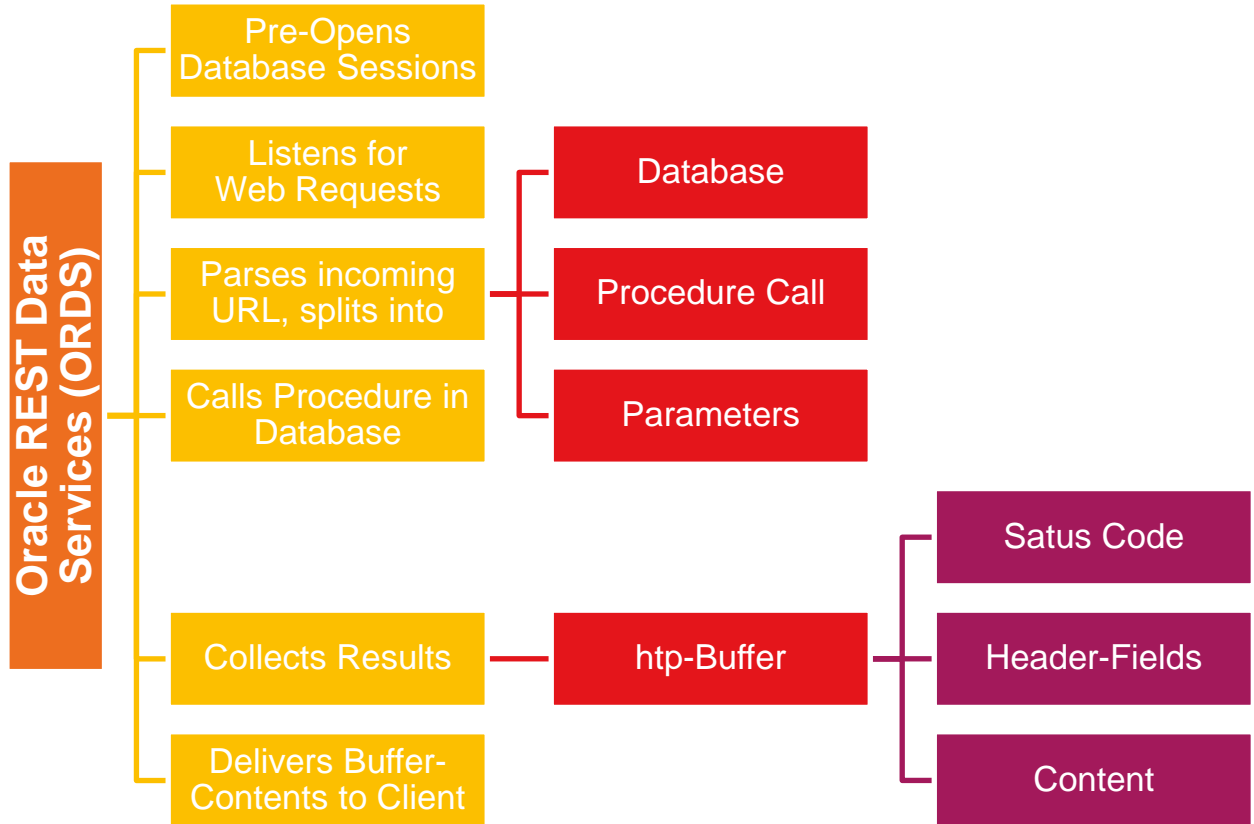 Oracle REST Data
Services (ORDS)
Pre-Opens
Database Sessions
Listens for
Web Requests
Parses incoming
URL, splits into
Database
Procedure Call
Parameters
Calls Procedure in
Database
Collects Results
htp-Buffer
Satus Code
Header-Fields
Content
Delivers Buffer-
Contents to Client